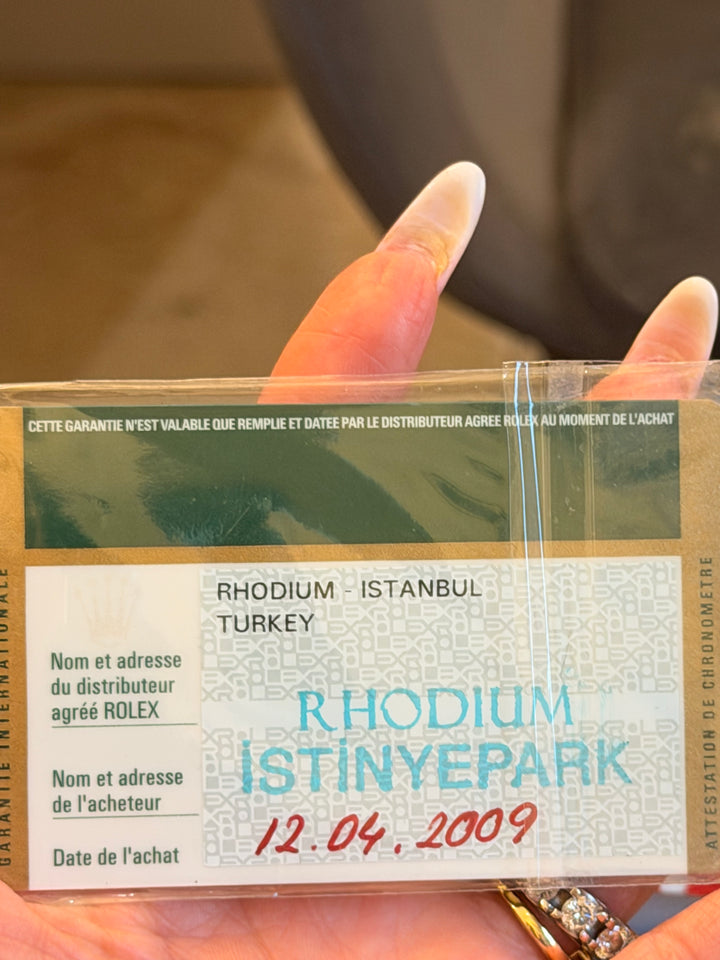 CETTE GARANTIE N'EST VALABLE QUE REMPLIE ET DATEE PAR LE DISTRIBUTEUR AGREE ROLEX AU MOMENT DE L'ACHAT
GARANTIE INTERNATIONALE
RHODIUM - ISTANBUL
TURKEY
Nom et adresse
du distributeur
agréé ROLEX
RHODIUM
İSTİNYEPARK
Nom et adresse
de l'acheteur
12.04.2009
Date de l'achat
ATTESTATION DE CHRONOMETRE